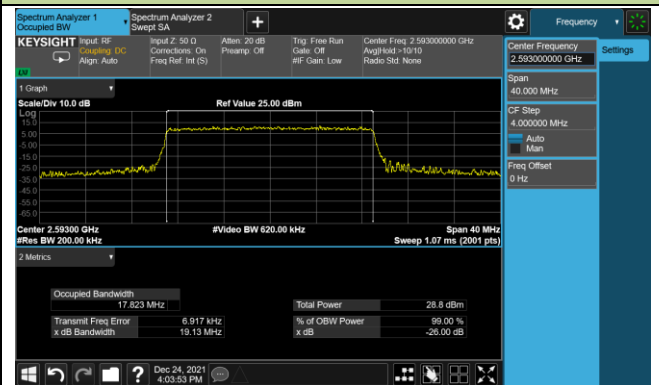 Spectrum Analyzer 1
Occupied BW
Spectrum Analyzer 2
Swept SA
Frequency
KEYSIGHT
Input: RF
Coupling: DC
Align: Auto
Input Z: 50 Ω
Corrections: On
Freq Ref: Int (S)
Atten: 20 dB
Preamp: Off
Trig: Free Run
Gate: Off
#IF Gain: Low
Center Freq: 2.593000000 GHz
Avg|Hold:>10/10
Radio Std: None
Center Frequency
2.593000000 GHz
Settings
Span
40.000 MHz
CF Step
4.000000 MHz
Auto
Man
Freq Offset
0 Hz
1 Graph
Scale/Div 10.0 dB
Ref Value 25.00 dBm
Log
15.0
5.00
-5.00
-15.0
-25.0
-35.0
-45.0
-55.0
-65.0
Center 2.59300 GHz
#Video BW 620.00 kHz
Span 40 MHz
#Res BW 200.00 kHz
Sweep 1.07 ms (2001 pts)
2 Metrics
Occupied Bandwidth
17.823 MHz
Total Power 28.8 dBm
Transmit Freq Error 6.917 kHz
% of OBW Power 99.00 %
x dB Bandwidth 19.13 MHz
x dB -26.00 dB
Dec 24, 2021
4:03:53 PM